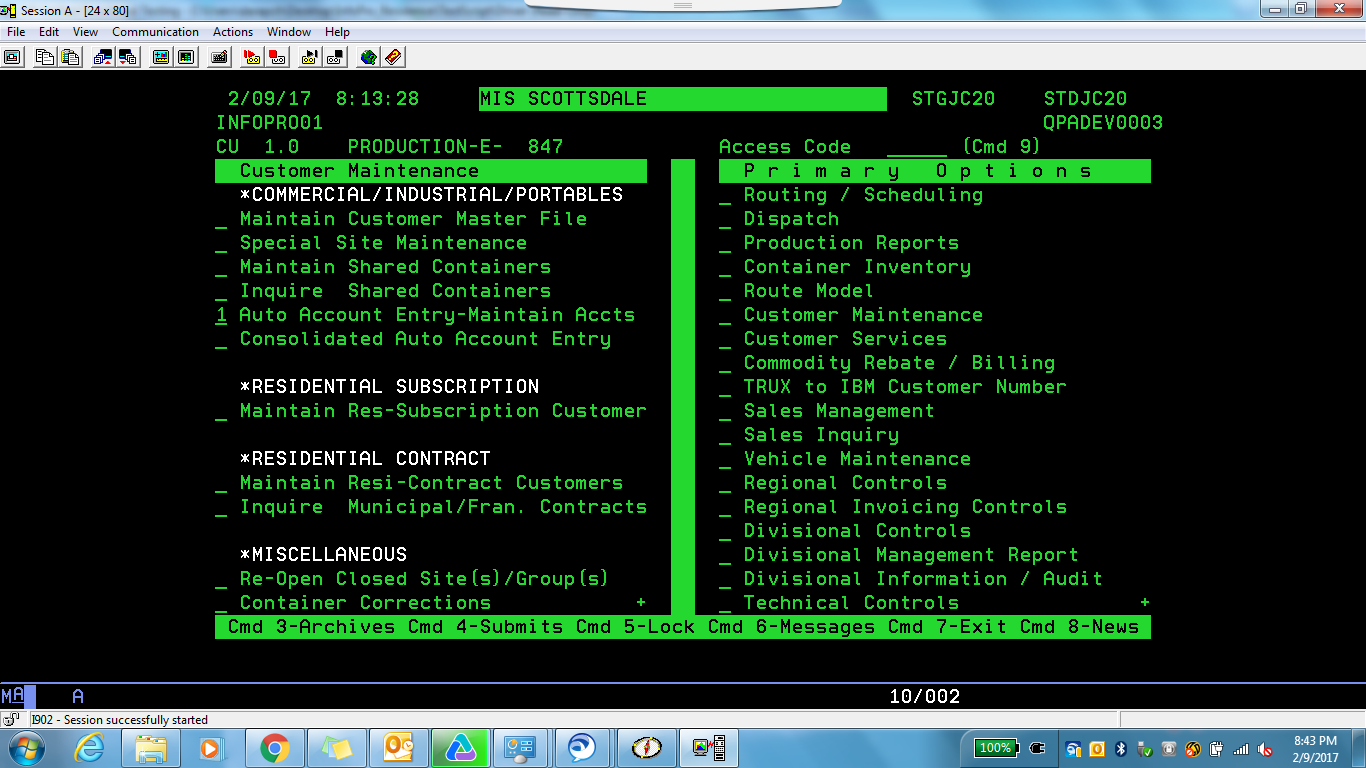 Session A - [24 x 80]
File Edit View Communication Actions Window Help
2/09/17 8:13:28 MIS SCOTTSDALE STGJC20 STDJC20
INFOPRO01 QPADEV0003
CU 1.0 PRODUCTION-E- 847 Access Code ______ (Cmd 9)
Customer Maintenance P r i m a r y O p t i o n s
*COMMERCIAL/INDUSTRIAL/PORTABLES _ Routing / Scheduling
_ Maintain Customer Master File _ Dispatch
_ Special Site Maintenance _ Production Reports
_ Maintain Shared Containers _ Container Inventory
_ Inquire Shared Containers _ Route Model
1 Auto Account Entry-Maintain Accts _ Customer Maintenance
_ Consolidated Auto Account Entry _ Customer Services
_ Commodity Rebate / Billing
*RESIDENTIAL SUBSCRIPTION _ TRUX to IBM Customer Number
_ Maintain Res-Subscription Customer _ Sales Management
_ Sales Inquiry
*RESIDENTIAL CONTRACT _ Vehicle Maintenance
_ Maintain Resi-Contract Customers _ Regional Controls
_ Inquire Municipal/Fran. Contracts _ Regional Invoicing Controls
_ Divisional Controls
*MISCELLANEOUS _ Divisional Management Report
_ Re-Open Closed Site(s)/Group(s) _ Divisional Information / Audit
_ Container Corrections + _ Technical Controls +
Cmd 3-Archives Cmd 4-Submits Cmd 5-Lock Cmd 6-Messages Cmd 7-Exit Cmd 8-News
MA A 10/002
I902 - Session successfully started
100% 8:43 PM
2/9/2017